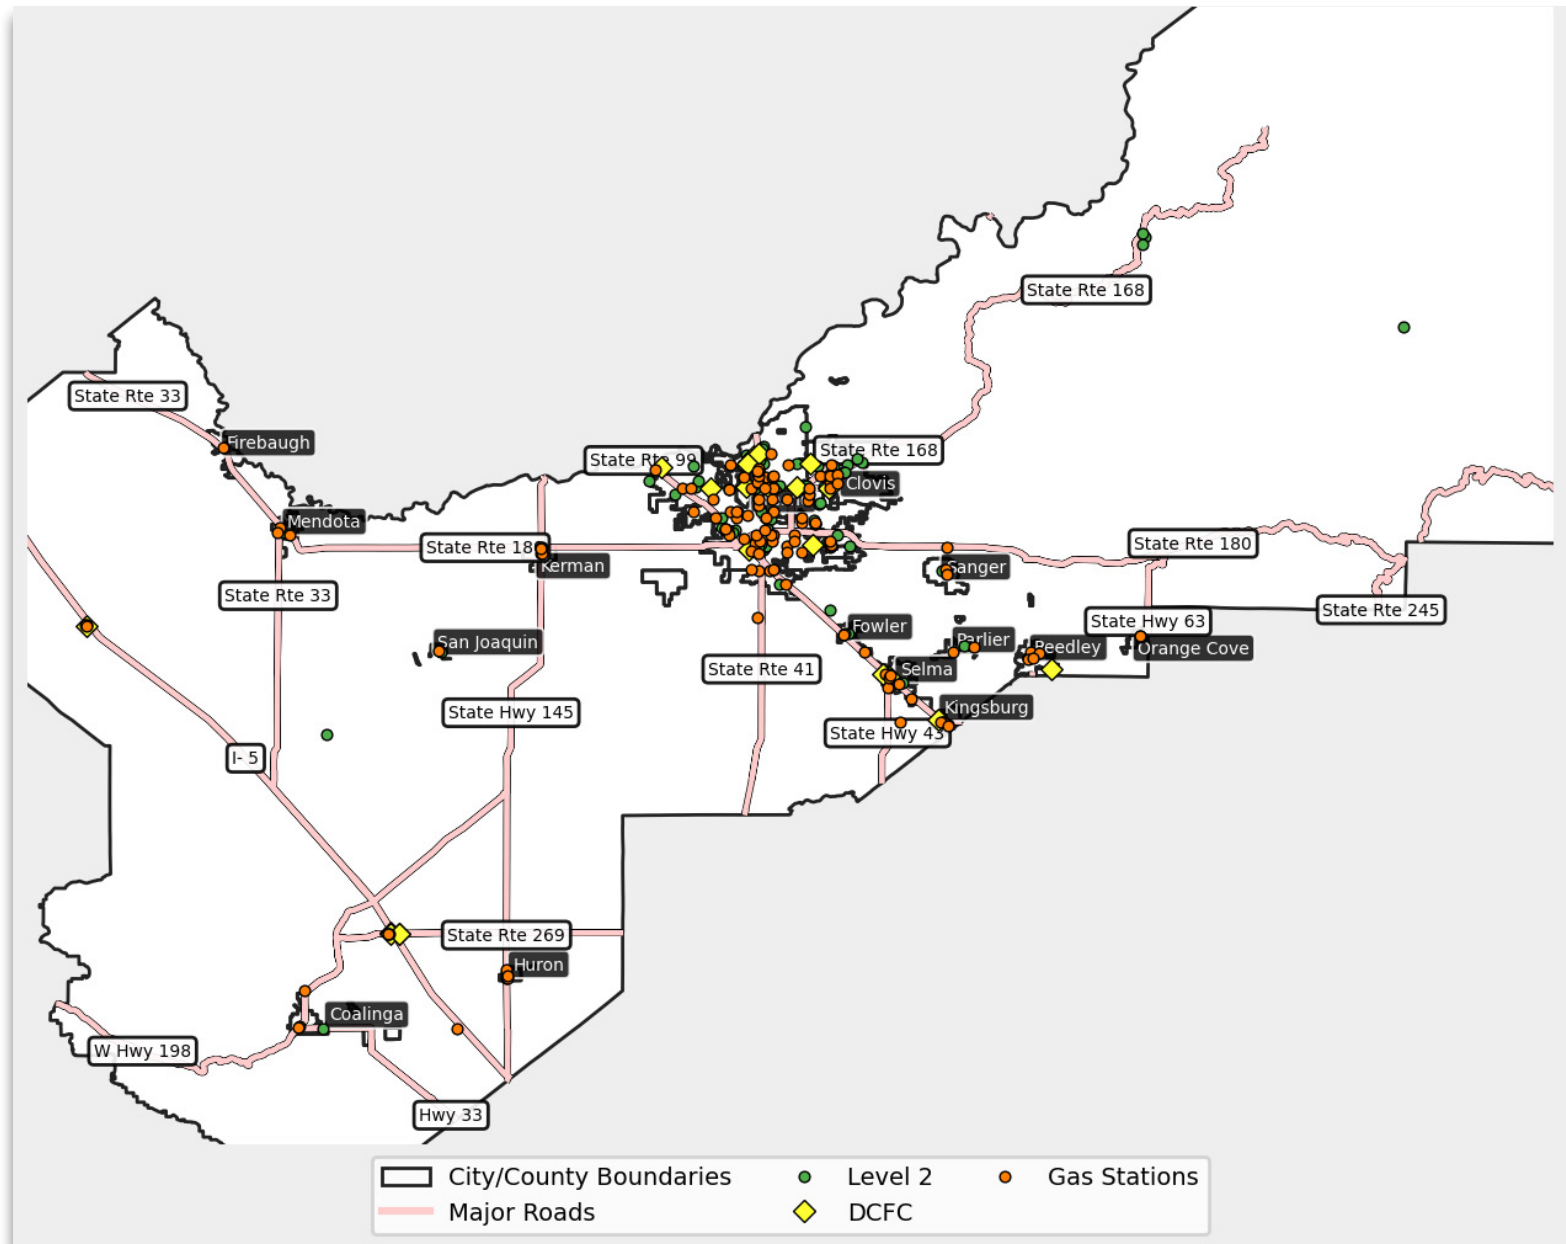 State Rte 168
State Rte 33
Firebaugh
State Rte 99
State Rte 168
Clovis
Mendota
State Rte 180
Kerman
State Rte 180
Sanger
State Rte 33
State Rte 245
State Hwy 63
Fowler
San Joaquin
Parlier
Reedley
Orange Cove
State Rte 41
Selma
State Hwy 145
Kingsburg
State Hwy 43
I- 5
State Rte 269
Huron
Coalinga
W Hwy 198
Hwy 33
City/County Boundaries
Level 2
Gas Stations
Major Roads
DCFC